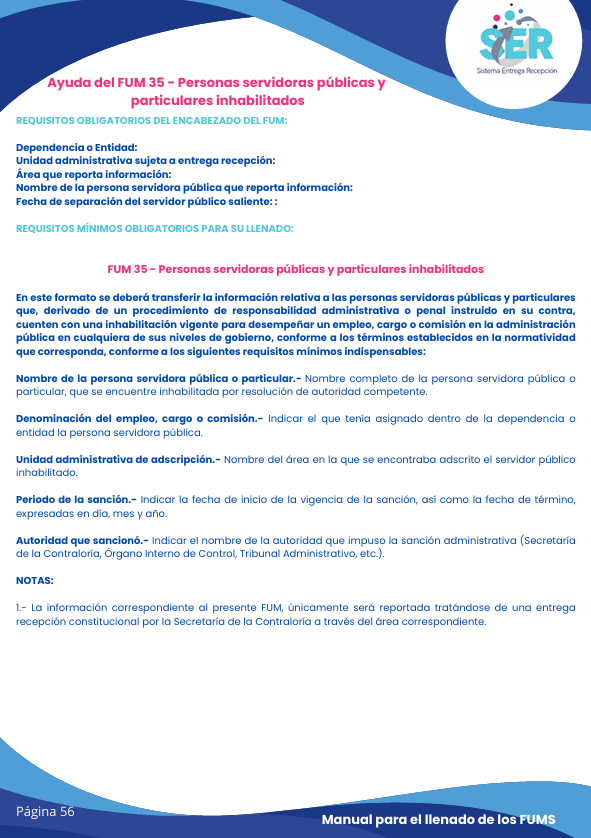 SER
Sistema Entrega Recepción
Ayuda del FUM 35 - Personas servidoras públicas y
particulares inhabilitados
REQUISITOS OBLIGATORIOS DEL ENCABEZADO DEL FUM:
Dependencia o Entidad:
Unidad administrativa sujeta a entrega recepción:
Área que reporta información:
Nombre de la persona servidora pública que reporta información:
Fecha de separación del servidor público saliente: :
REQUISITOS MÍNIMOS OBLIGATORIOS PARA SU LLENADO:
FUM 35 - Personas servidoras públicas y particulares inhabilitados
En este formato se deberá transferir la información relativa a las personas servidoras públicas y particulares
que, derivado de un procedimiento de responsabilidad administrativa o penal instruido en su contra,
cuenten con una inhabilitación vigente para desempeñar un empleo, cargo o comisión en la administración
pública en cualquiera de sus niveles de gobierno, conforme a los términos establecidos en la normatividad
que corresponda, conforme a los siguientes requisitos mínimos indispensables:
Nombre de la persona servidora pública o particular.- Nombre completo de la persona servidora pública o
particular, que se encuentre inhabilitada por resolución de autoridad competente.
Denominación del empleo, cargo o comisión.- Indicar el que tenía asignado dentro de la dependencia o
entidad la persona servidora pública.
Unidad administrativa de adscripción.- Nombre del área en la que se encontraba adscrito el servidor público
inhabilitado.
Periodo de la sanción.- Indicar la fecha de inicio de la vigencia de la sanción, así como la fecha de término,
expresadas en día, mes y año.
Autoridad que sancionó.- Indicar el nombre de la autoridad que impuso la sanción administrativa (Secretaría
de la Contraloría, Órgano Interno de Control, Tribunal Administrativo, etc.).
NOTAS:
1.- La información correspondiente al presente FUM, únicamente será reportada tratándose de una entrega
recepción constitucional por la Secretaría de la Contraloría a través del área correspondiente.
Página 56
Manual para el llenado de los FUMS